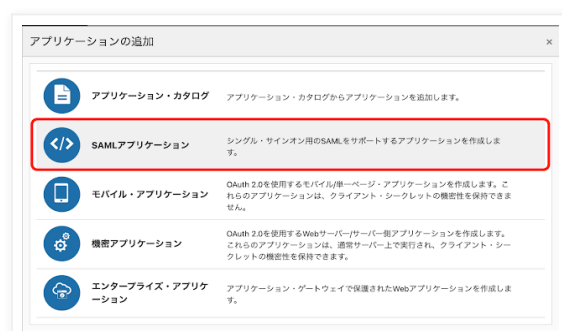 アプリケーションの追加
×
アプリケーション・カタログ
アプリケーション・カタログからアプリケーションを追加します。
</>
SAMLアプリケーション
シングル・サインオン用のSAMLをサポートするアプリケーションを作成しま
す。
モバイル・アプリケーション
OAuth 2.0を使用するモバイル/単一ページ・アプリケーションを作成します。こ
れらのアプリケーションは、クライアント・シークレットの機密性を保持できま
せん。
機密アプリケーション
OAuth 2.0を使用するWebサーバー/サーバー側アプリケーションを作成します。
これらのアプリケーションは、通常サーバー上で実行され、クライアント・シー
クレットの機密性を保持できます。
エンタープライズ・アプリケ
ーション
アプリケーション・ゲートウェイで保護されたWebアプリケーションを作成しま
す。